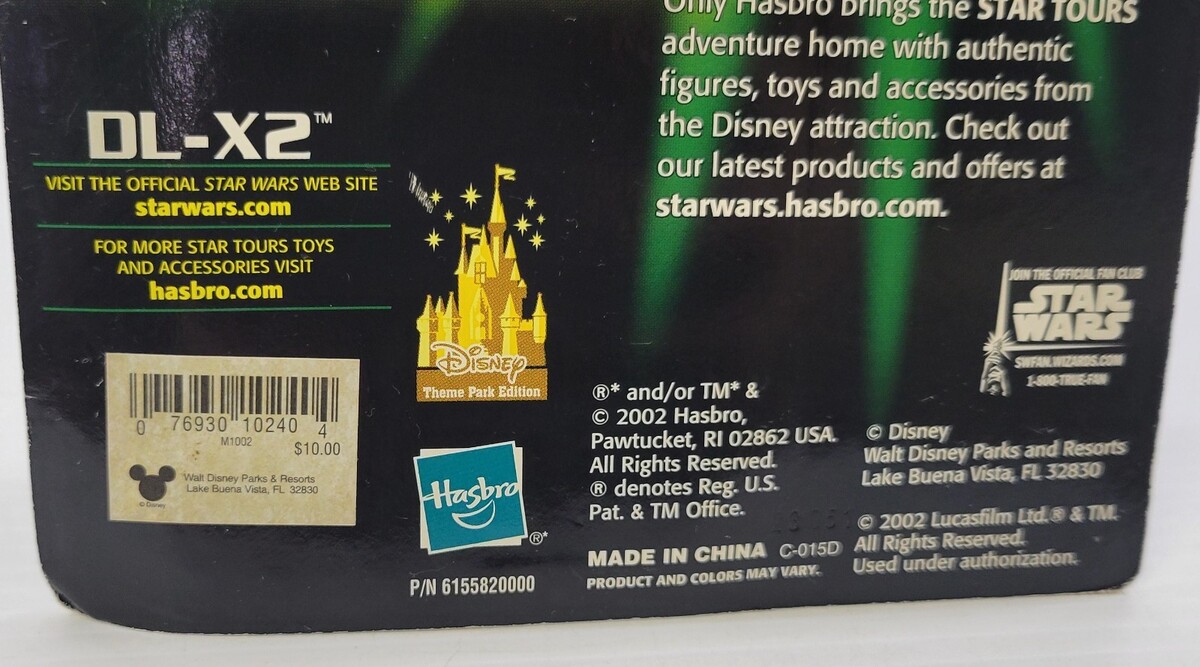 Only Hasbro brings the STAR TOURS
adventure home with authentic
figures, toys and accessories from
the Disney attraction. Check out
our latest products and offers at
starwars.hasbro.com.
DL-X2™
VISIT THE OFFICIAL STAR WARS WEB SITE
starwars.com
FOR MORE STAR TOURS TOYS
AND ACCESSORIES VISIT
hasbro.com
Disney
Theme Park Edition
JOIN THE OFFICIAL FAN CLUB
STAR
WARS
SWFAN.WIZARDS.COM
1-800-TRUE-FAN
0 76930 10240 4
M1002
$10.00
Walt Disney Parks & Resorts
Lake Buena Vista, FL 32830
© Disney
Hasbro
®*
P/N 6155820000
®* and/or TM* &
© 2002 Hasbro,
Pawtucket, RI 02862 USA.
All Rights Reserved.
® denotes Reg. U.S.
Pat. & TM Office.
MADE IN CHINA C-015D
PRODUCT AND COLORS MAY VARY.
© Disney
Walt Disney Parks and Resorts
Lake Buena Vista, FL 32830
© 2002 Lucasfilm Ltd.® & TM.
All Rights Reserved.
Used under authorization.